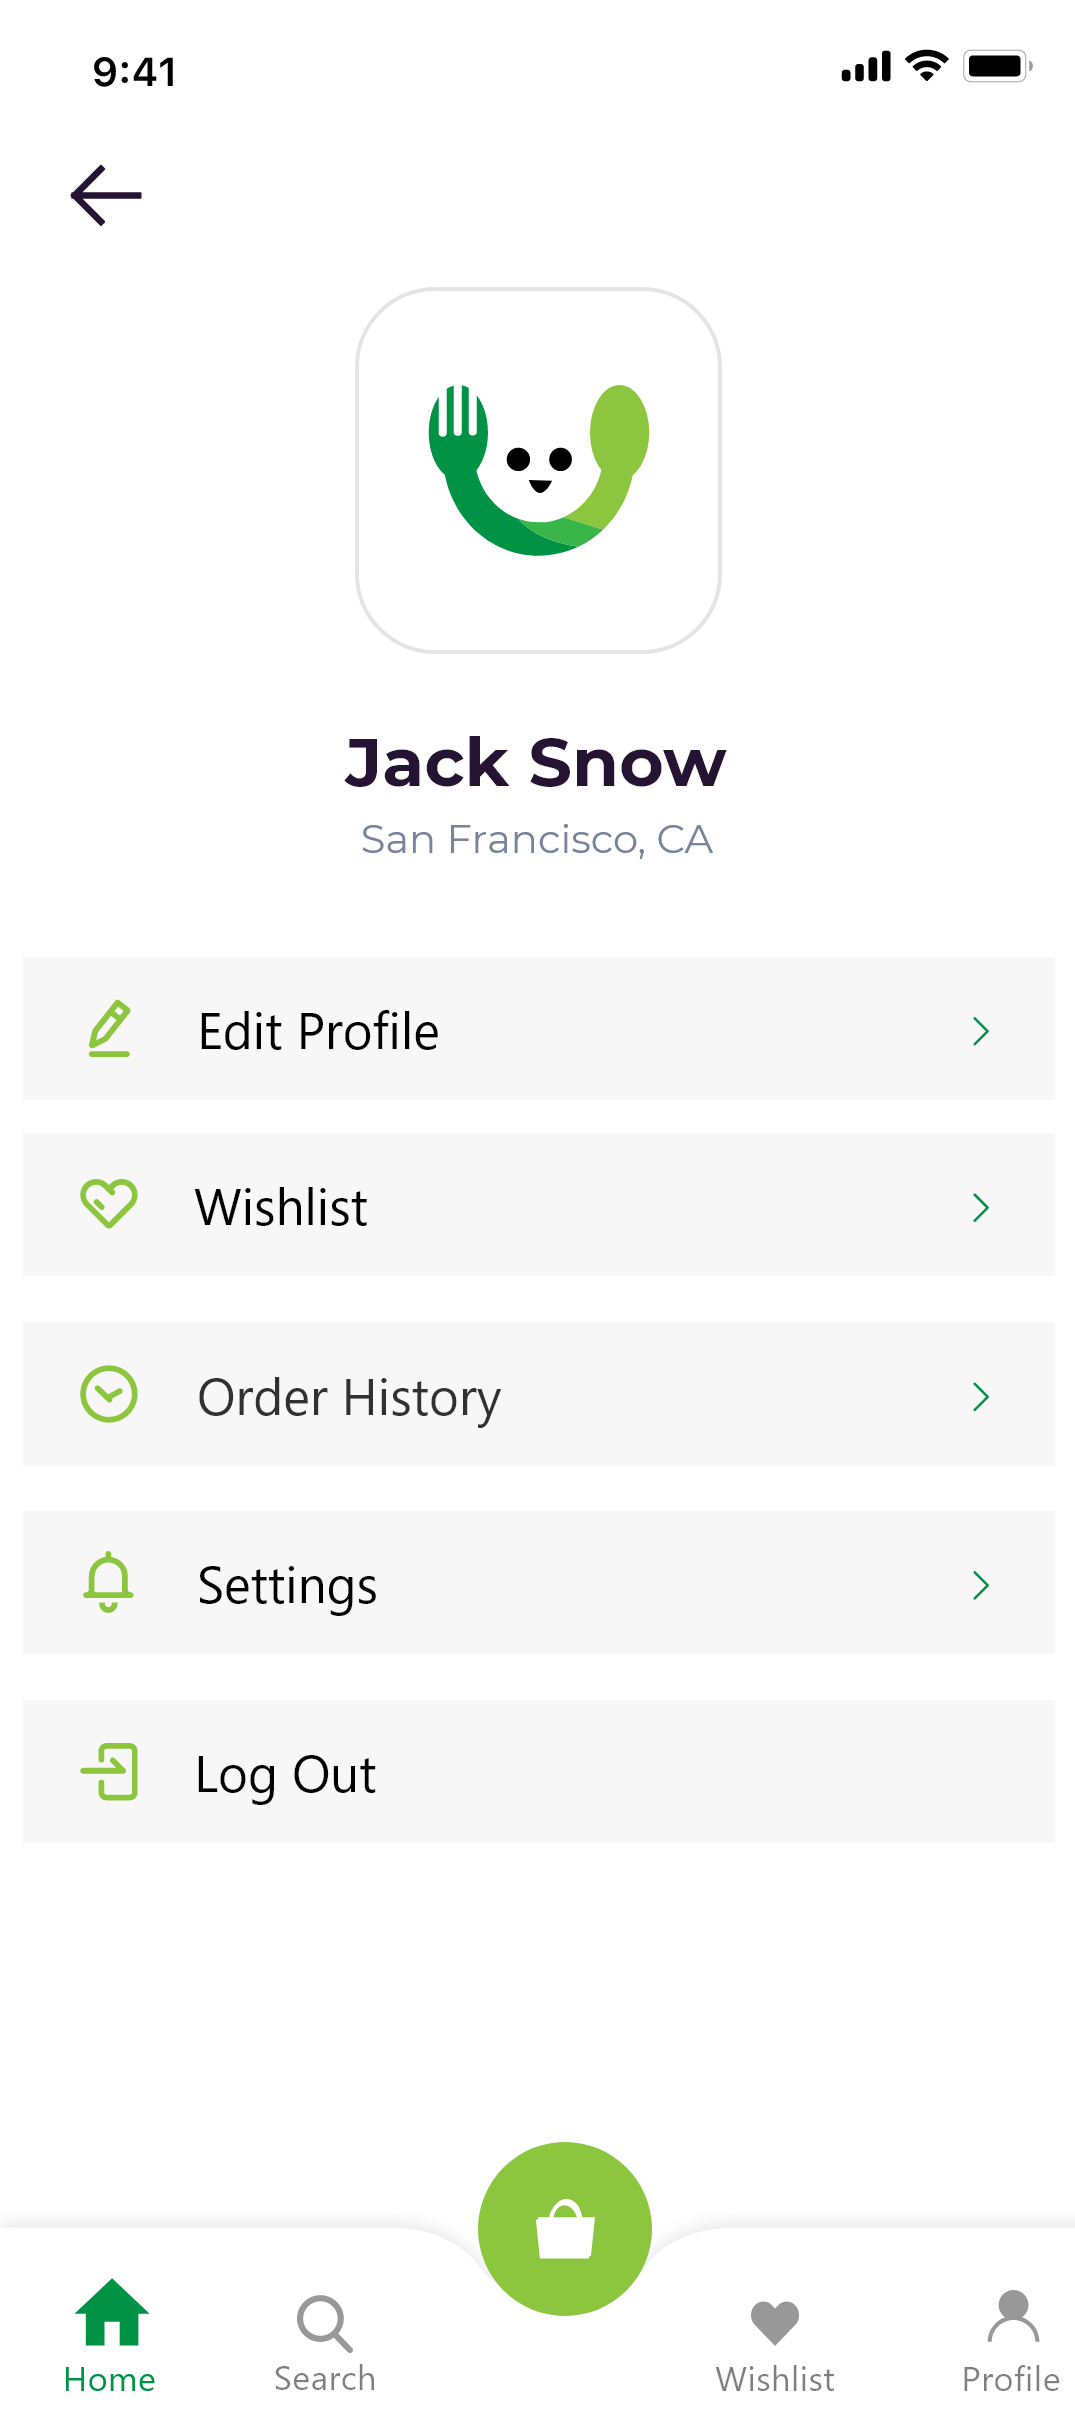 9:41
Jack Snow
San Francisco, CA
Edit Profile
Wishlist
Order History
Settings
Log Out
Home
Search
Wishlist
Profile